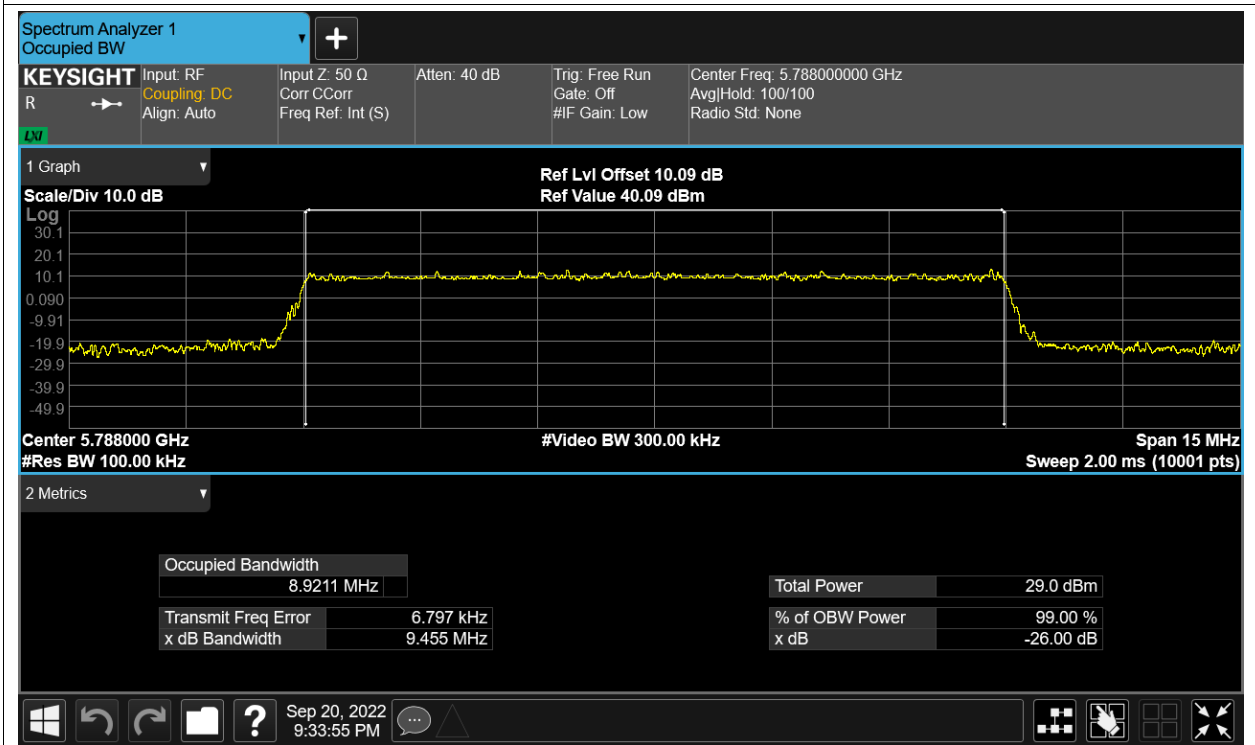 Spectrum Analyzer 1
Occupied BW
KEYSIGHT Input: RF Input Z: 50 Ω Atten: 40 dB Trig: Free Run Center Freq: 5.788000000 GHz
R Coupling: DC Corr CCorr Gate: Off Avg|Hold: 100/100
Align: Auto Freq Ref: Int (S) #IF Gain: Low Radio Std: None
LXI
1 Graph Ref Lvl Offset 10.09 dB
Scale/Div 10.0 dB Ref Value 40.09 dBm
Log
30.1
20.1
10.1
0.090
-9.91
-19.9
-29.9
-39.9
-49.9
Center 5.788000 GHz #Video BW 300.00 kHz Span 15 MHz
#Res BW 100.00 kHz Sweep 2.00 ms (10001 pts)
2 Metrics
Occupied Bandwidth
8.9211 MHz Total Power 29.0 dBm
Transmit Freq Error 6.797 kHz % of OBW Power 99.00 %
x dB Bandwidth 9.455 MHz x dB -26.00 dB
? Sep 20, 2022
9:33:55 PM